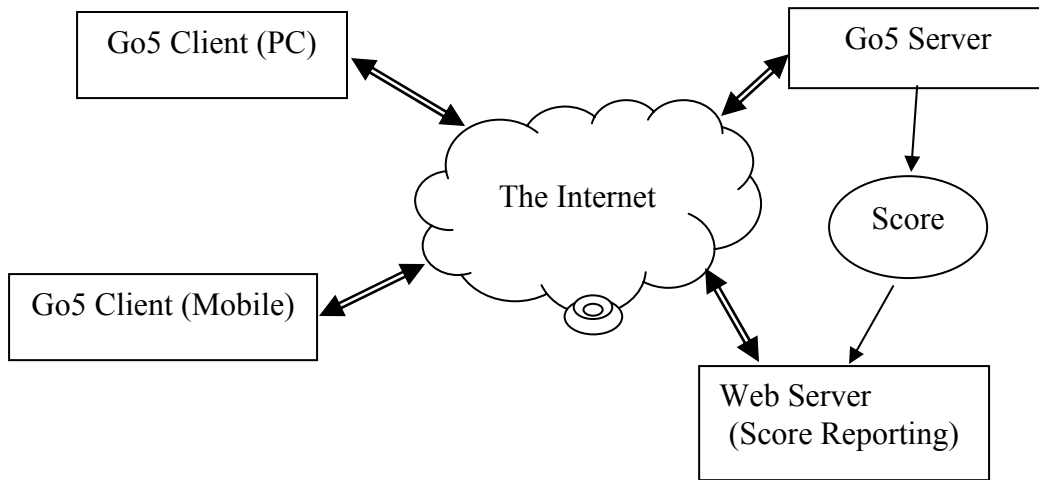 Go5 Client (PC)
Go5 Server
The Internet
Score
Go5 Client (Mobile)
Web Server
(Score Reporting)